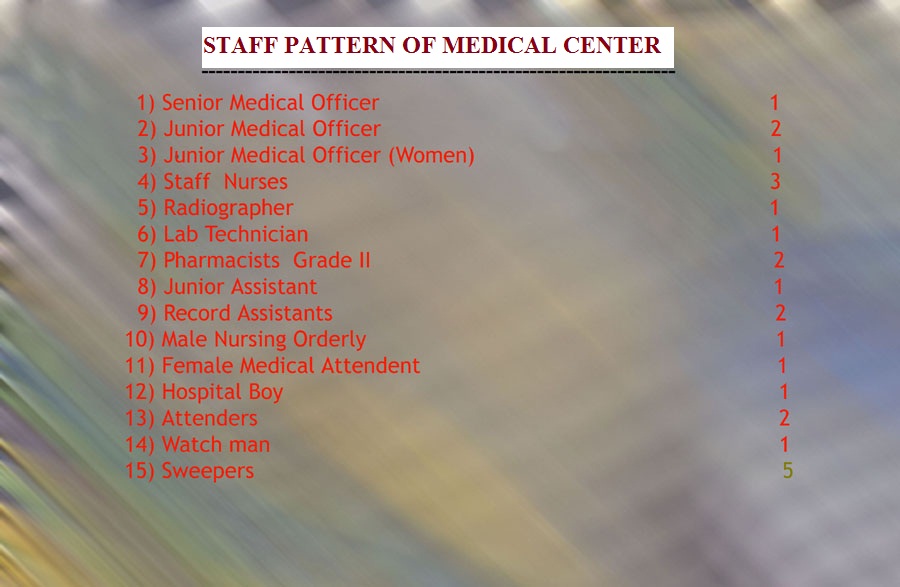 STAFF PATTERN OF MEDICAL CENTER
------------------------------------------------------------------
1) Senior Medical Officer 1
2) Junior Medical Officer 2
3) Junior Medical Officer (Women) 1
4) Staff Nurses 3
5) Radiographer 1
6) Lab Technician 1
7) Pharmacists Grade II 2
8) Junior Assistant 1
9) Record Assistants 2
10) Male Nursing Orderly 1
11) Female Medical Attendent 1
12) Hospital Boy 1
13) Attenders 2
14) Watch man 1
15) Sweepers 5